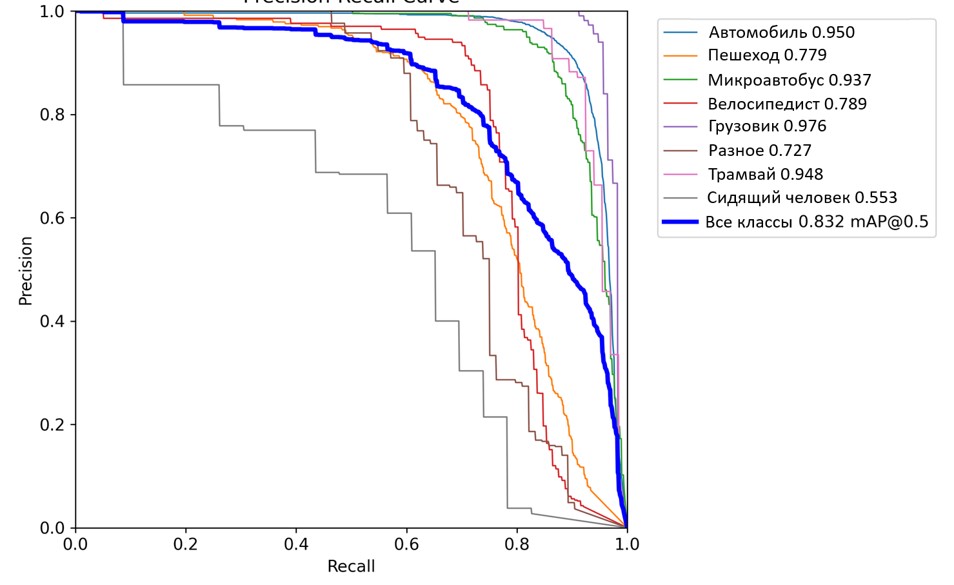 Precision-Recall Curve
1.0
0.8
0.6
0.4
0.2
0.0
Precision
0.0 0.2 0.4 0.6 0.8 1.0
Recall
Автомобиль 0.950
Пешеход 0.779
Микроавтобус 0.937
Велосипедист 0.789
Грузовик 0.976
Разное 0.727
Трамвай 0.948
Сидящий человек 0.553
Все классы 0.832 mAP@0.5